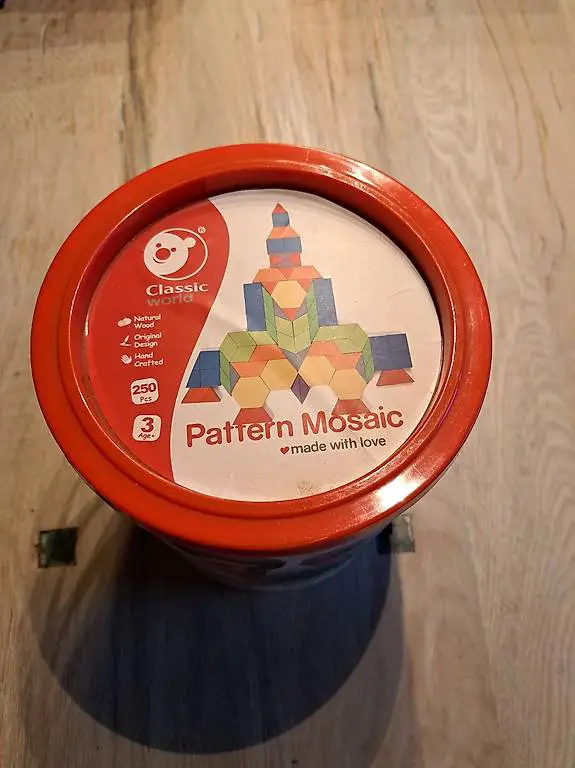 ®
Classic
world
Natural
Wood
Original
Design
Hand
Crafted
250
Pcs
3
Age+
Pattern Mosaic
made with love